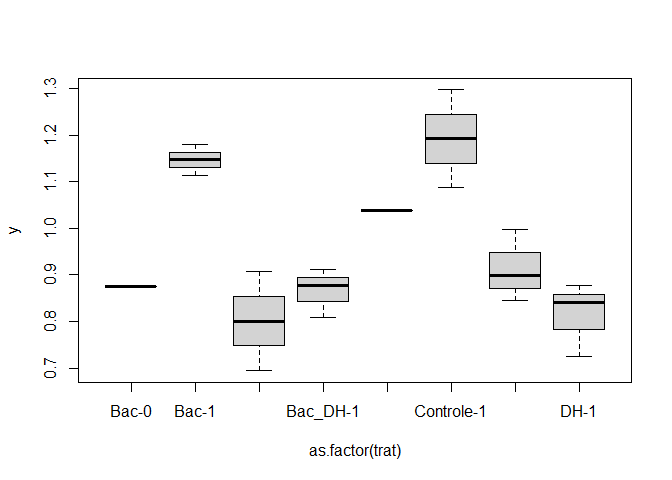 1.3
1.2
1.1
1.0
0.9
0.8
0.7
y
Bac-0 Bac-1 Bac_DH-1 Controle-1 DH-1
as.factor(trat)